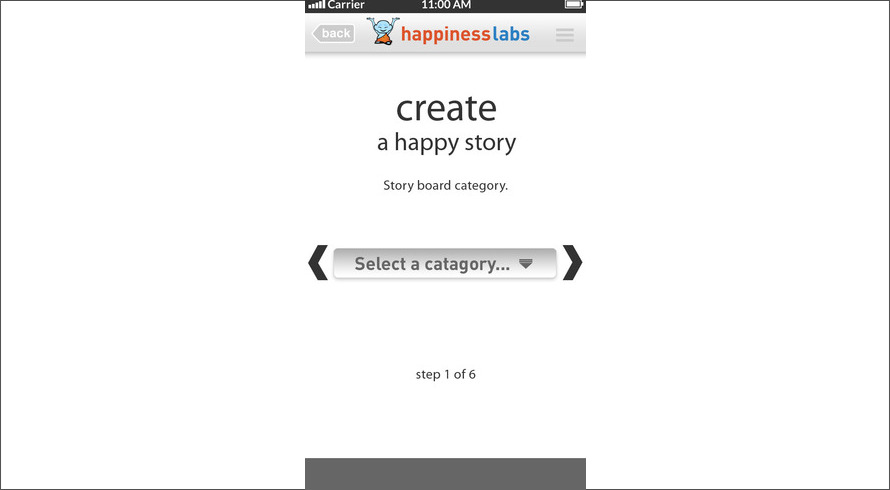 Carrier 11:00 AM
back happinesslabs
create
a happy story
Story board category.
Select a catagory...
step 1 of 6